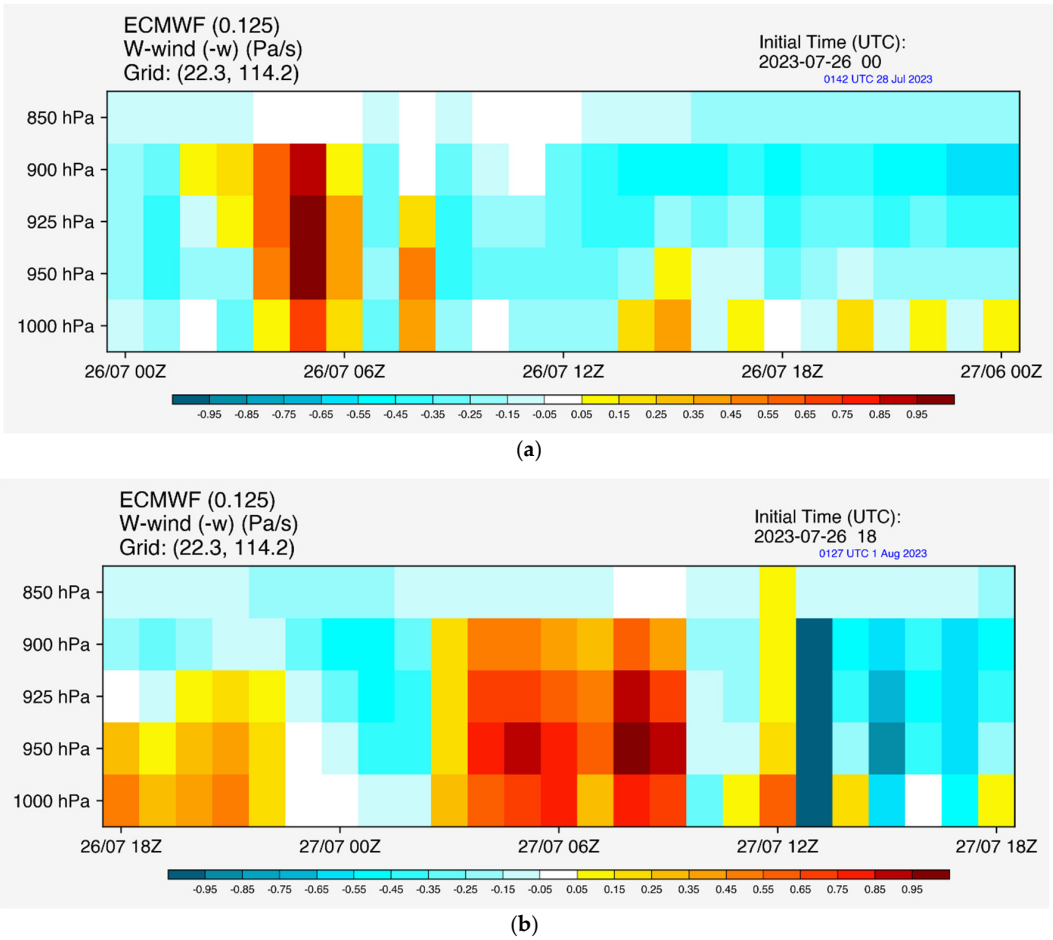 ECMWF (0.125)
W-wind (-w) (Pa/s)
Grid: (22.3, 114.2)
Initial Time (UTC):
2023-07-26 00
0142 UTC 28 Jul 2023
850 hPa
900 hPa
925 hPa
950 hPa
1000 hPa
26/07 00Z 26/07 06Z 26/07 12Z 26/07 18Z 27/06 00Z
-0.95 -0.85 -0.75 -0.65 -0.55 -0.45 -0.35 -0.25 -0.15 -0.05 0.05 0.15 0.25 0.35 0.45 0.55 0.65 0.75 0.85 0.95
(a)
ECMWF (0.125)
W-wind (-w) (Pa/s)
Grid: (22.3, 114.2)
Initial Time (UTC):
2023-07-26 18
0127 UTC 1 Aug 2023
850 hPa
900 hPa
925 hPa
950 hPa
1000 hPa
26/07 18Z 27/07 00Z 27/07 06Z 27/07 12Z 27/07 18Z
-0.95 -0.85 -0.75 -0.65 -0.55 -0.45 -0.35 -0.25 -0.15 -0.05 0.05 0.15 0.25 0.35 0.45 0.55 0.65 0.75 0.85 0.95
(b)